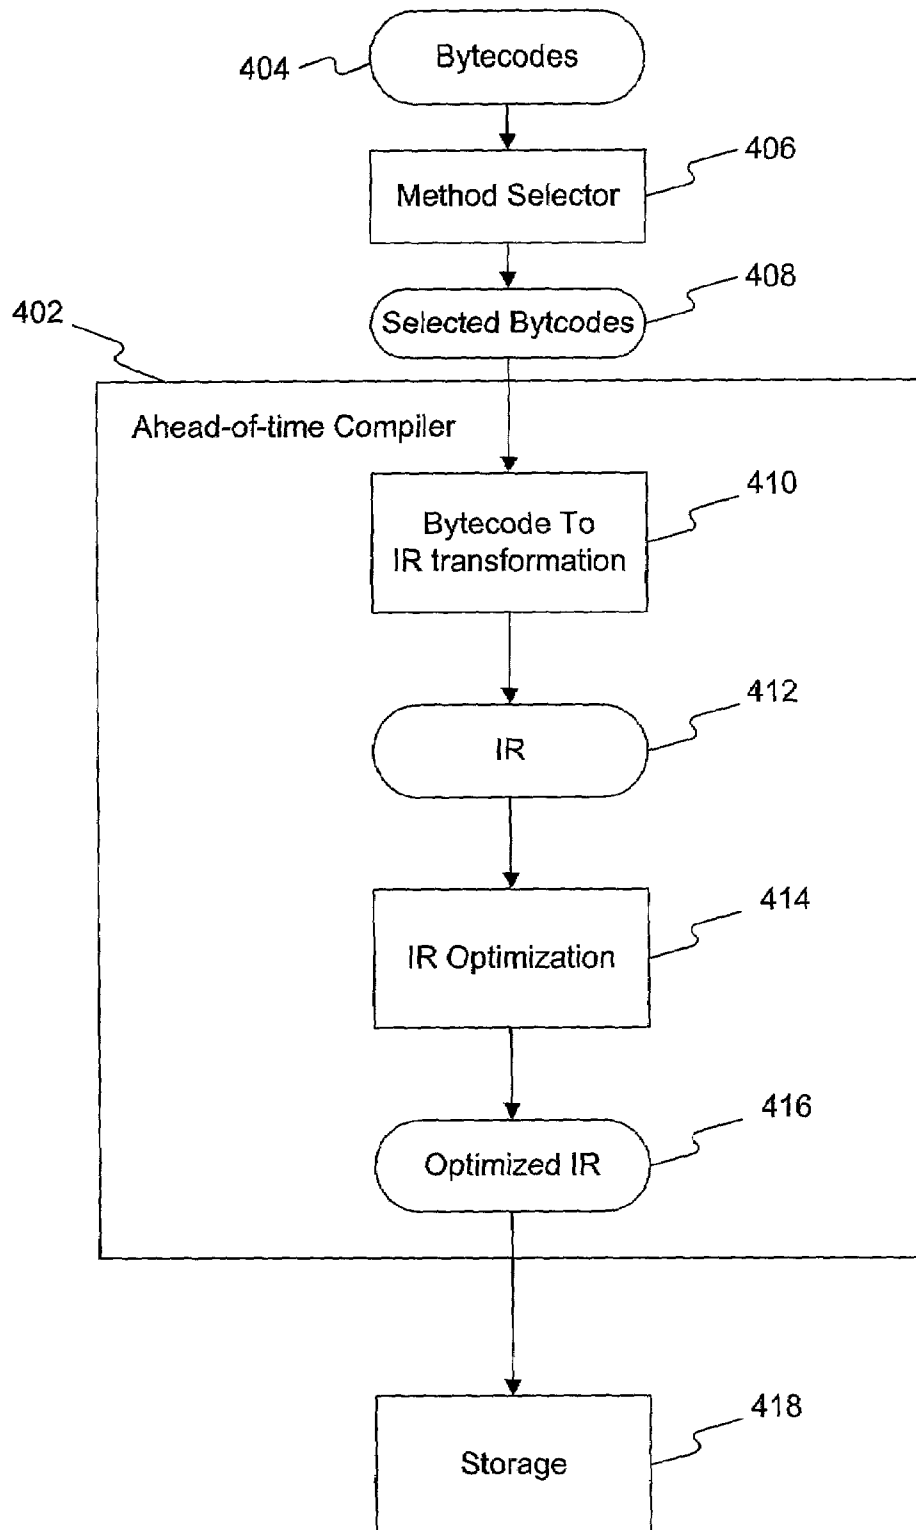 Bytecodes
404
406
Method Selector
408
Selected Bytcodes
402
Ahead-of-time Compiler
410
Bytecode To
IR transformation
412
IR
414
IR Optimization
416
Optimized IR
418
Storage